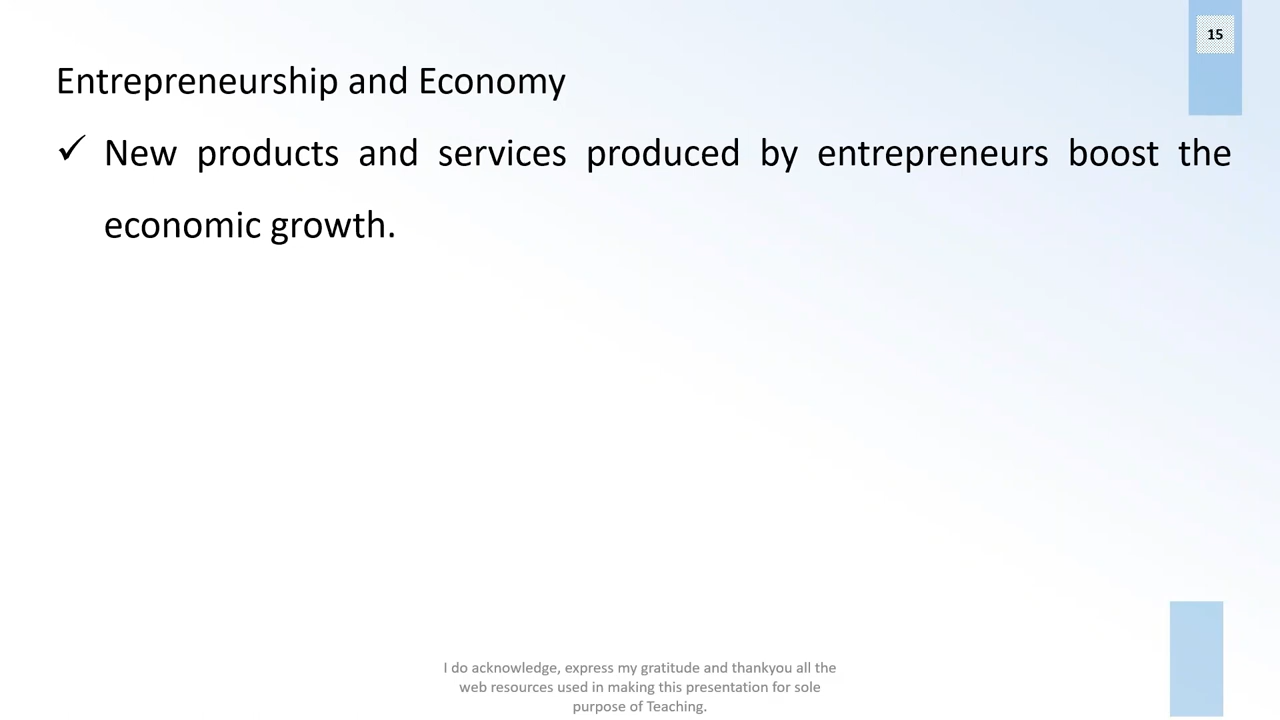 15
Entrepreneurship and Economy
✓ New products and services produced by entrepreneurs boost the
economic growth.
I do acknowledge, express my gratitude and thankyou all the
web resources used in making this presentation for sole
purpose of Teaching.